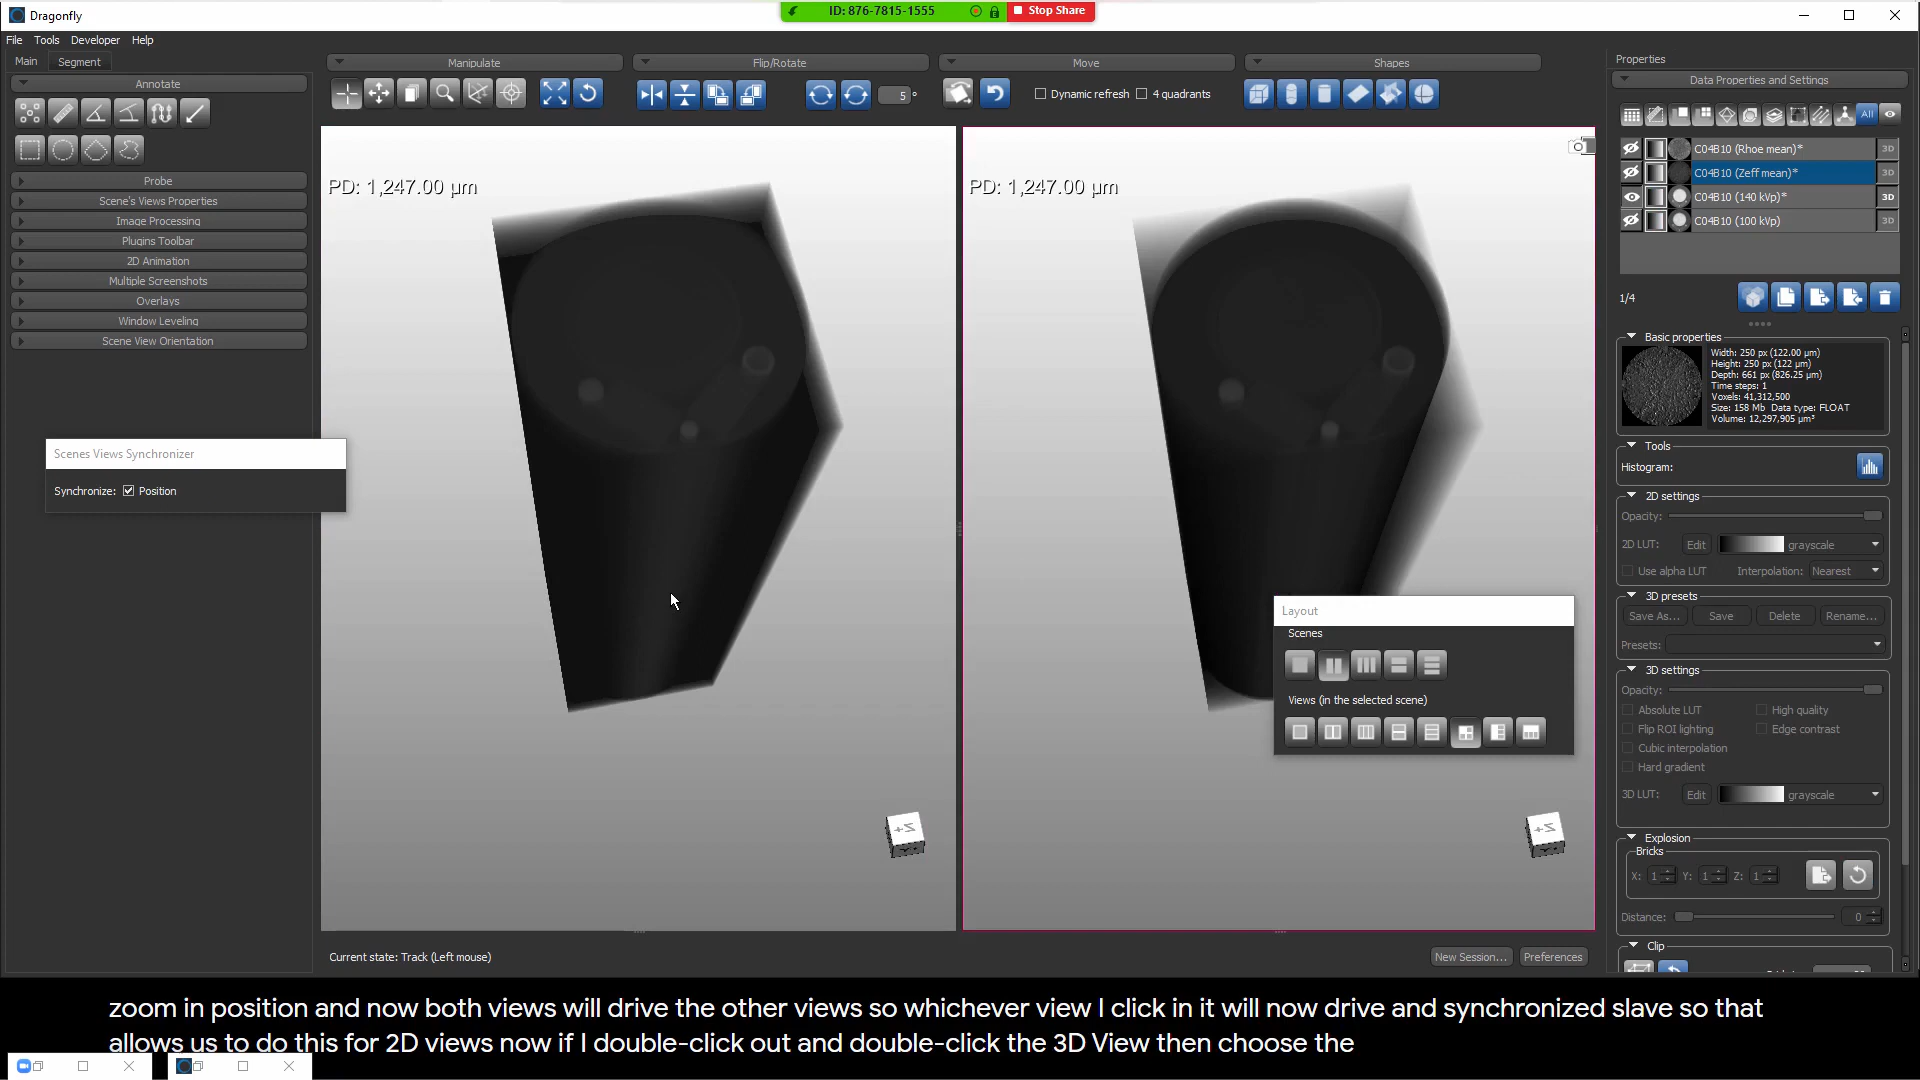 Dragonfly
ID: 876-7815-1555
Stop Share
File Tools Developer Help
Main Segment
Annotate
Manipulate
Flip/Rotate
Move
Shapes
5 °
Dynamic refresh
4 quadrants
Probe
Scene's Views Properties
Image Processing
Plugins Toolbar
2D Animation
Multiple Screenshots
Overlays
Window Leveling
Scene View Orientation
Scenes Views Synchronizer
Synchronize: Position
PD: 1,247.00 µm
PD: 1,247.00 µm
Layout
Scenes
Views (in the selected scene)
+Z
+Z
Current state: Track (Left mouse)
New Session...
Preferences
Properties
Data Properties and Settings
All
C04B10 (Rhoe mean)* 3D
C04B10 (Zeff mean)* 3D
C04B10 (140 kVp)* 3D
C04B10 (100 kVp) 3D
1/4
Basic properties
Width: 250 px (122.00 µm)
Height: 250 px (122 µm)
Depth: 661 px (826.25 µm)
Time steps: 1
Voxels: 41,312,500
Size: 158 Mb Data type: FLOAT
Volume: 12,297,905 µm³
Tools
Histogram:
2D settings
Opacity:
2D LUT: Edit grayscale
Use alpha LUT Interpolation: Nearest
3D presets
Save As... Save Delete Rename...
Presets:
3D settings
Opacity:
Absolute LUT High quality
Flip ROI lighting Edge contrast
Cubic interpolation
Hard gradient
3D LUT: Edit grayscale
Explosion
Bricks
X: 1 Y: 1 Z: 1
Distance: 0
Clip
zoom in position and now both views will drive the other views so whichever view I click in it will now drive and synchronized slave so that
allows us to do this for 2D views now if I double-click out and double-click the 3D View then choose the